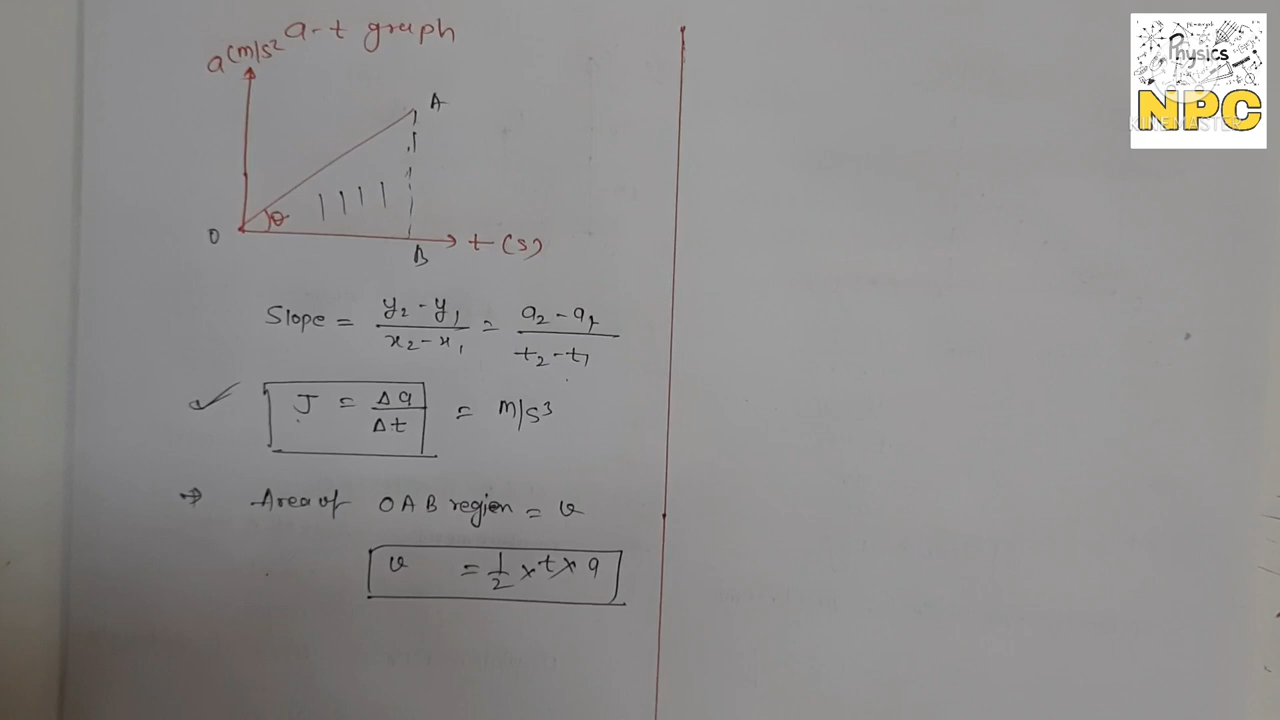 a-t graph
a(m/s²
A
θ
O
B
t (s)
Slope = y₂-y₁/x₂-x₁ = a₂-a₁/t₂-t₁
J = Δa/Δt = m/s³
⇒ Area of OAB region = v
v = 1/2 x t x a
Physics
NPC
KINEMASTER